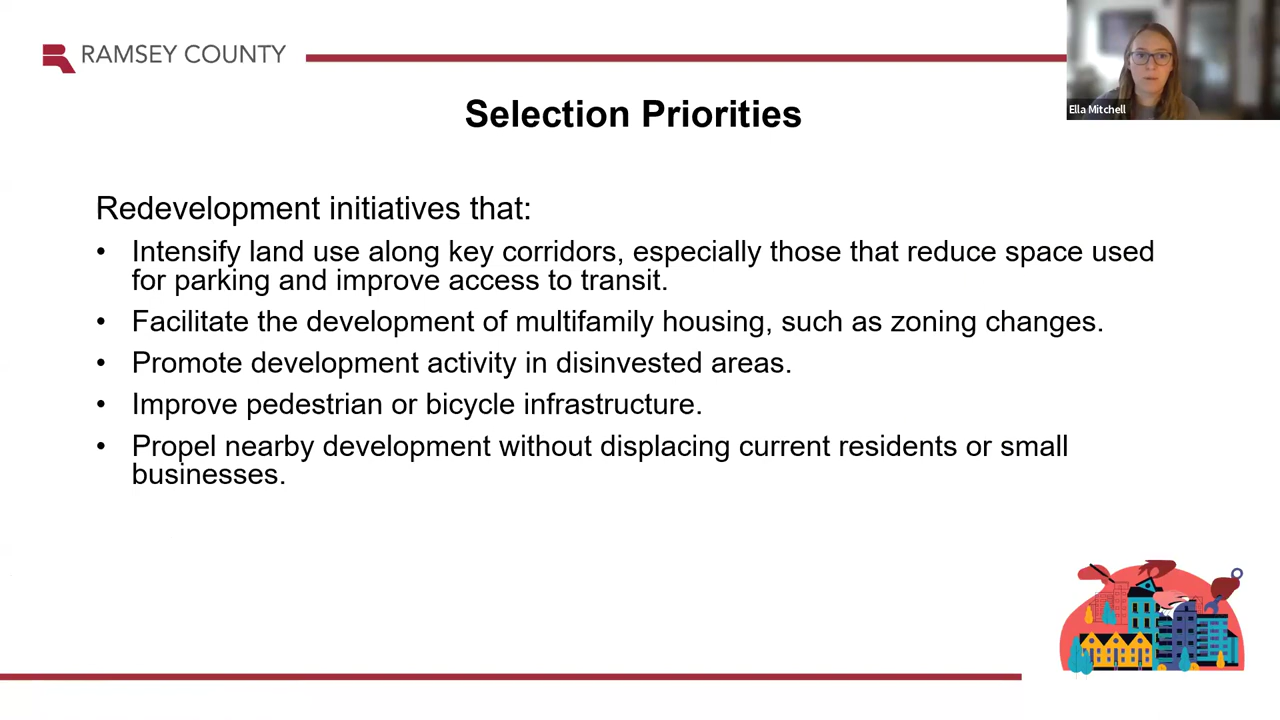 RAMSEY COUNTY
Ella Mitchell
Selection Priorities
Redevelopment initiatives that:
• Intensify land use along key corridors, especially those that reduce space used
for parking and improve access to transit.
• Facilitate the development of multifamily housing, such as zoning changes.
• Promote development activity in disinvested areas.
• Improve pedestrian or bicycle infrastructure.
• Propel nearby development without displacing current residents or small
businesses.